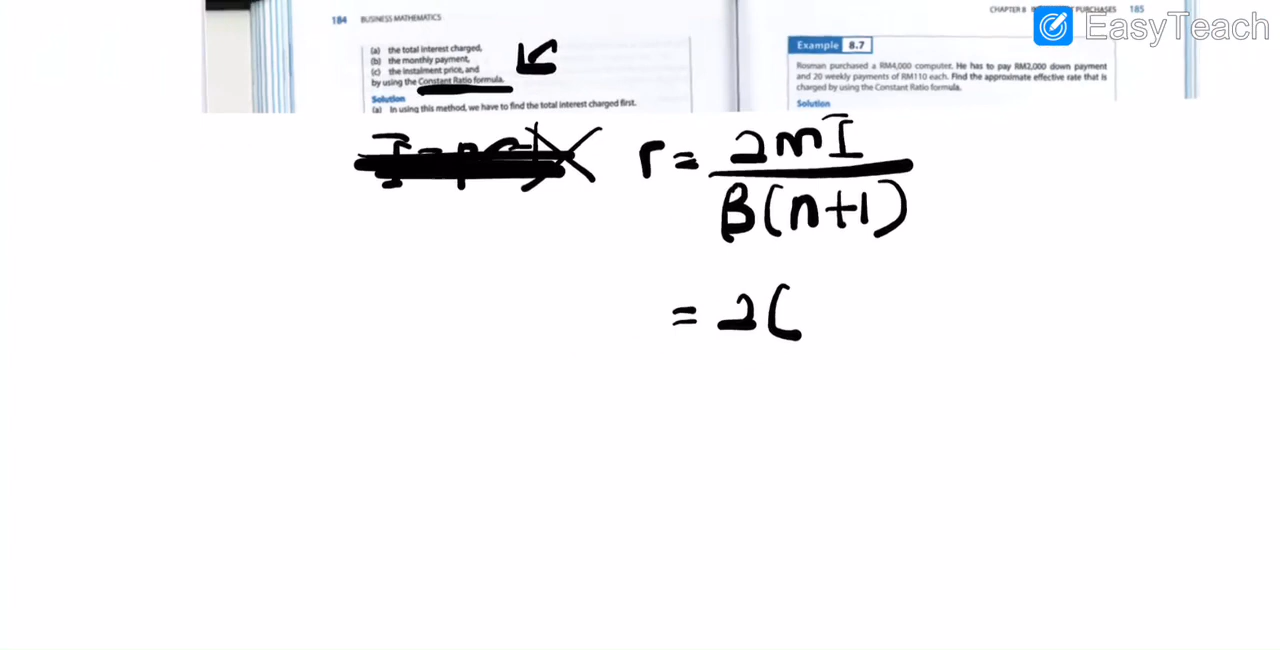 184 BUSINESS MATHEMATICS
(a) the total interest charged,
(b) the monthly payment,
(c) the instalment price, and
by using the Constant Ratio formula.
Solution
(a) In using this method, we have to find the total interest charged first.
CHAPTER 8 PURCHASES 185
EasyTeach
Example 8.7
Rosman purchased a RM4,000 computer. He has to pay RM2,000 down payment
and 20 weekly payments of RM110 each. Find the approximate effective rate that is
charged by using the Constant Ratio formula.
Solution
r = 2mI
B(n+1)
= 2(